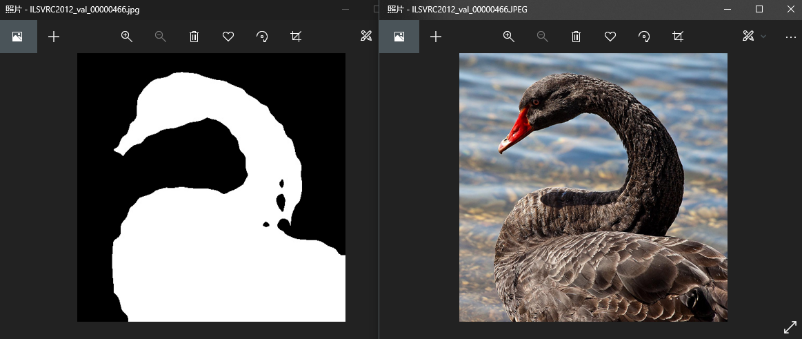 照片 - ILSVRC2012_val_00000466.jpg
照片 - ILSVRC2012_val_00000466.JPEG